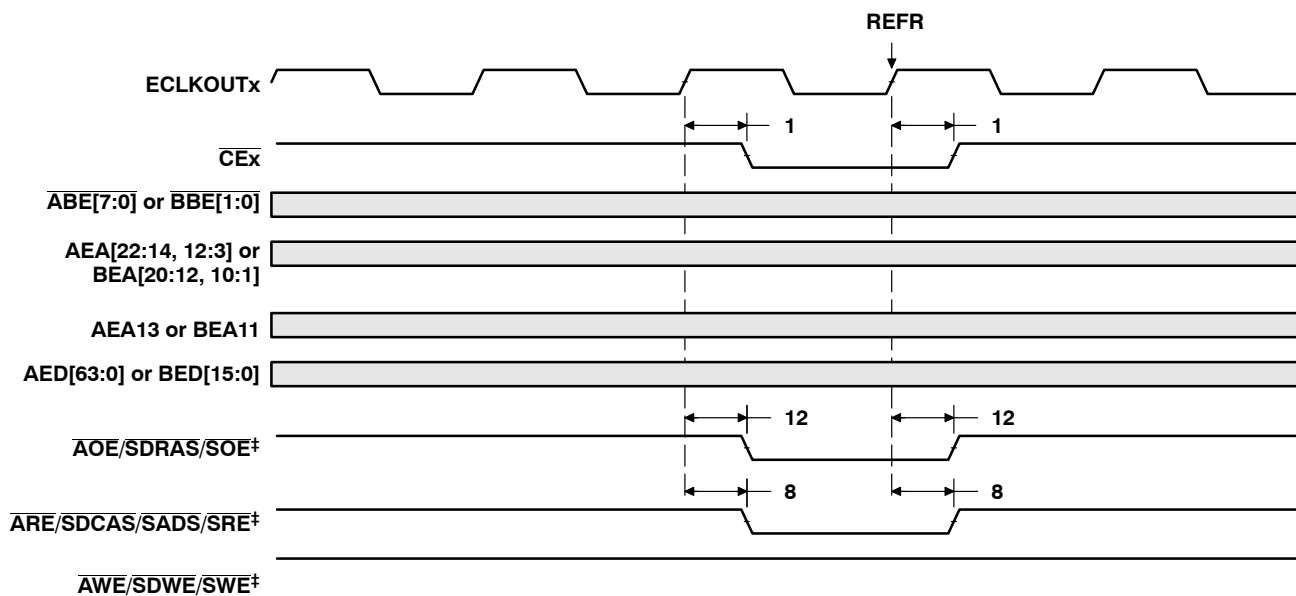 REFR
ECLKOUTx
1 1
CEx
ABE[7:0] or BBE[1:0]
AEA[22:14, 12:3] or
BEA[20:12, 10:1]
AEA13 or BEA11
AED[63:0] or BED[15:0]
12 12
AOE/SDRAS/SOE‡
8 8
ARE/SDCAS/SADS/SRE‡
AWE/SDWE/SWE‡